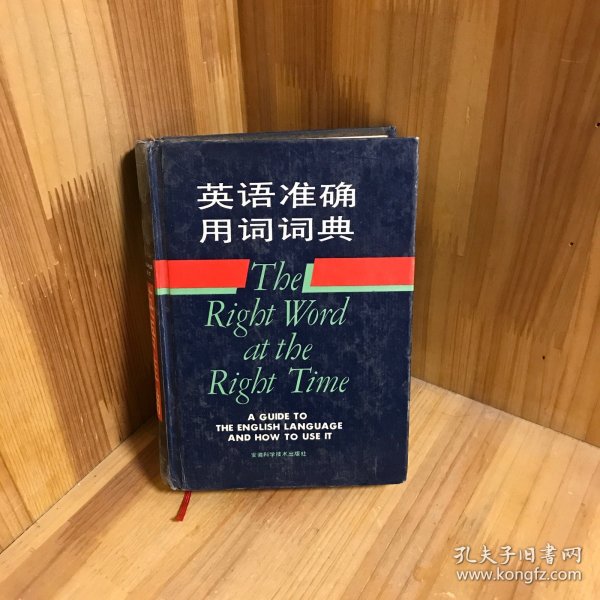 英语准确
用词词典
The
Right Word
at the
Right Time
A GUIDE TO
THE ENGLISH LANGUAGE
AND HOW TO USE IT
安徽科学技术出版社
孔夫子旧书网
www.kongfz.com